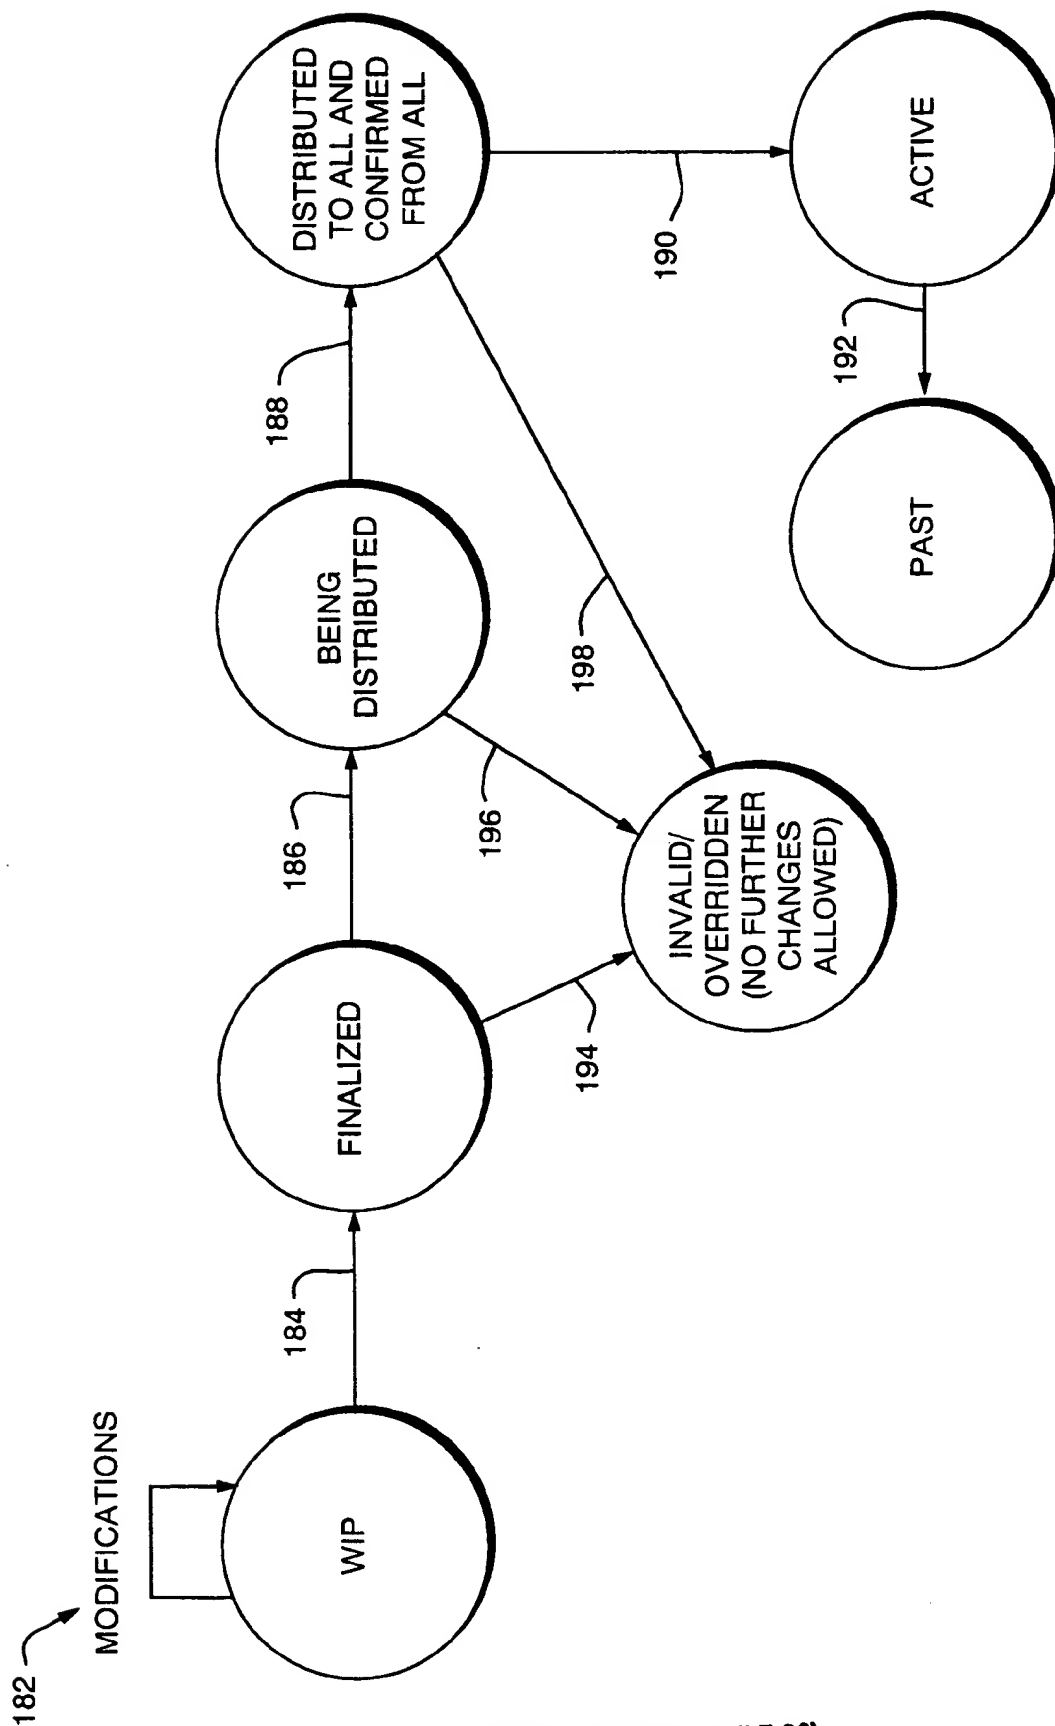 182
MODIFICATIONS
WIP
184
FINALIZED
186
BEING
DISTRIBUTED
188
DISTRIBUTED
TO ALL AND
CONFIRMED
FROM ALL
194
196
198
190
INVALID/
OVERRIDDEN
(NO FURTHER
CHANGES
ALLOWED)
PAST
192
ACTIVE